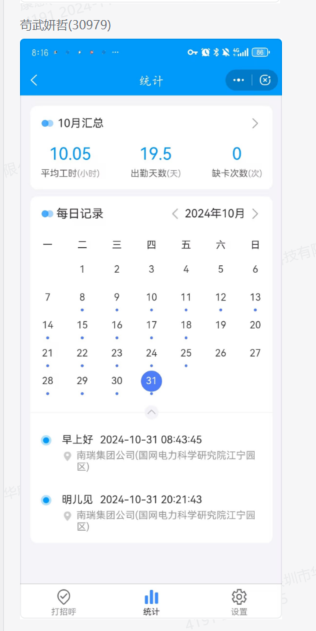 苟武妍哲(30979)
8:16
统计
10月汇总
10.05 19.5 0
平均工时(小时) 出勤天数(天) 缺卡次数(次)
每日记录 2024年10月
一 二 三 四 五 六 日
1 2 3 4 5 6
7 8 9 10 11 12 13
14 15 16 17 18 19 20
21 22 23 24 25 26 27
28 29 30 31
早上好 2024-10-31 08:43:45
南瑞集团公司(国网电力科学研究院江宁园
区)
明儿见 2024-10-31 20:21:43
南瑞集团公司(国网电力科学研究院江宁园
区)
打招呼 统计 设置